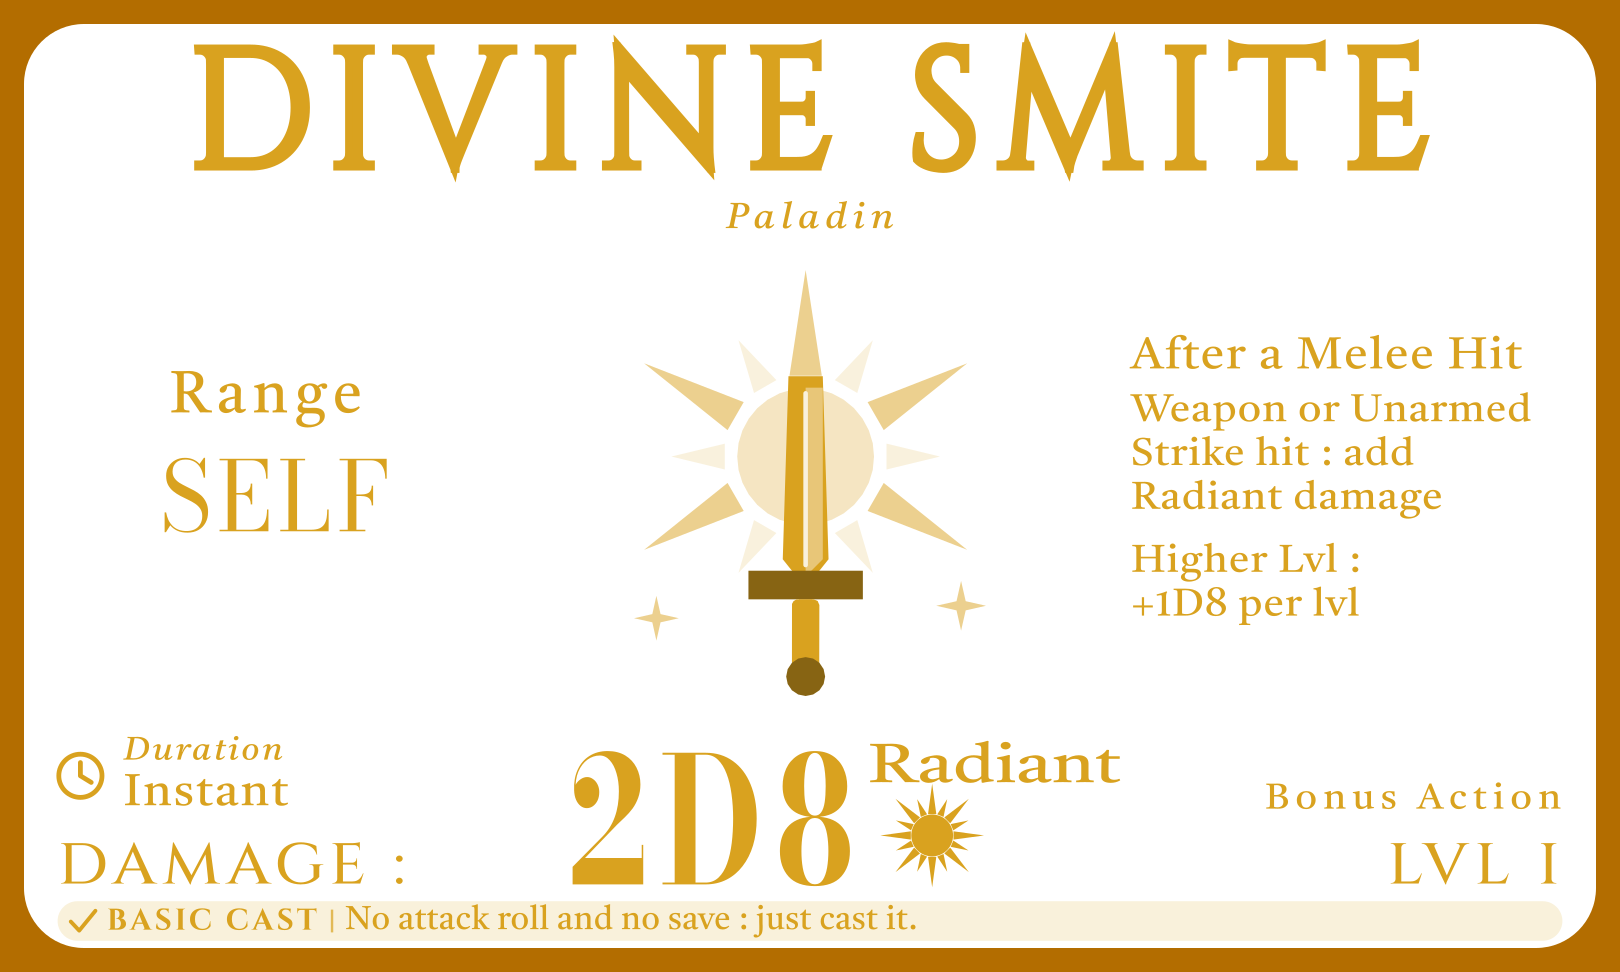 DIVINE SMITE
Paladin
Range
SELF
After a Melee Hit
Weapon or Unarmed
Strike hit : add
Radiant damage
Higher Lvl :
+1D8 per lvl
Duration
Instant
DAMAGE :
2D8 Radiant
Bonus Action
LVL I
BASIC CAST | No attack roll and no save : just cast it.